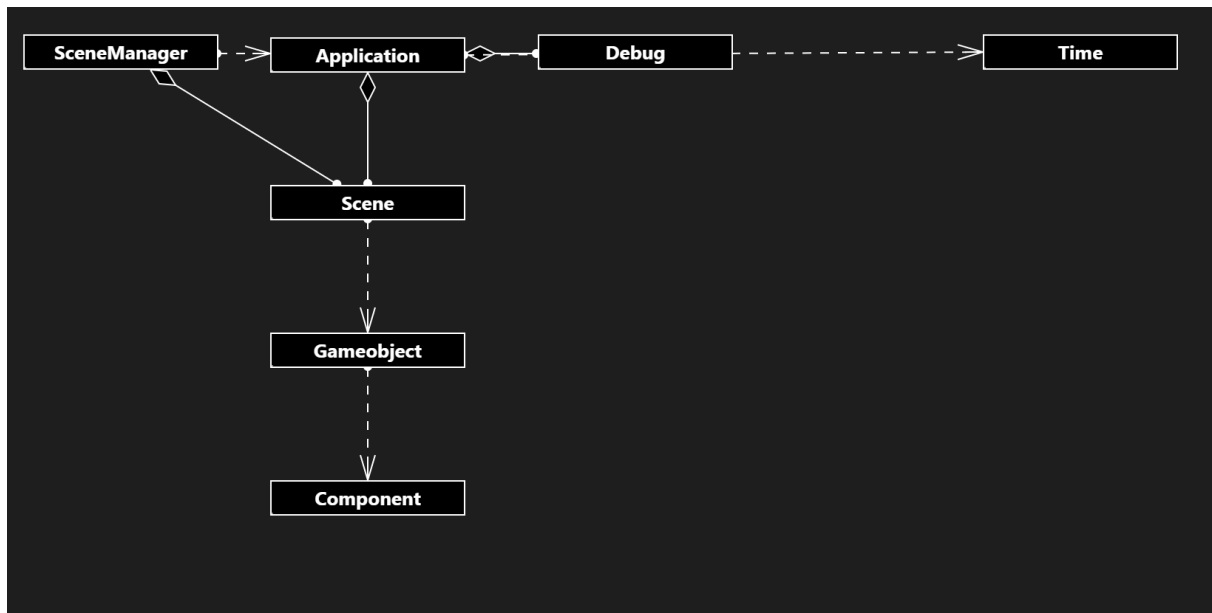 SceneManager
Application
Debug
Time
Scene
Gameobject
Component